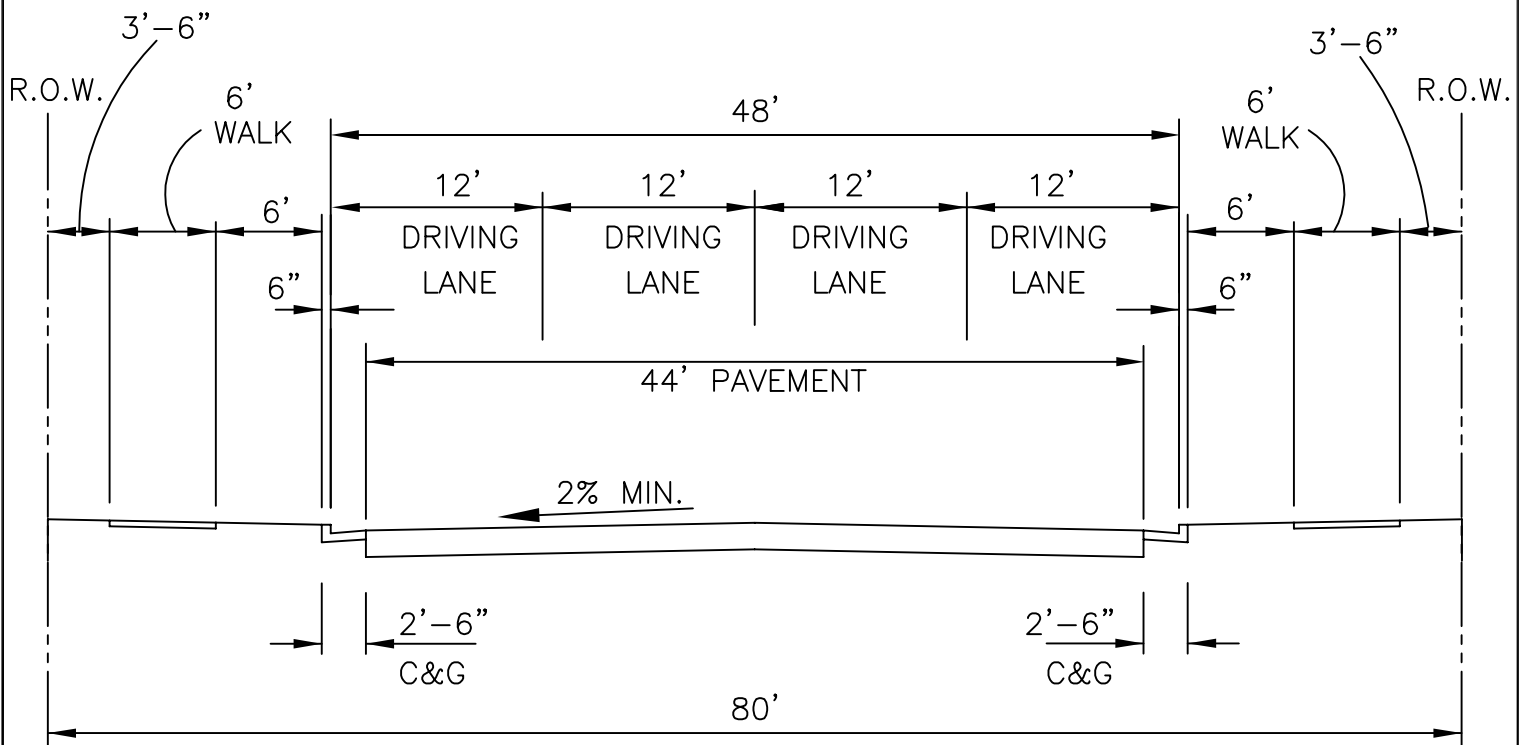 3'-6"
3'-6"
R.O.W.
R.O.W.
6'
WALK
48'
6'
WALK
12'
12'
12'
12'
6'
6'
DRIVING
LANE
DRIVING
LANE
DRIVING
LANE
DRIVING
LANE
6"
6"
44' PAVEMENT
2% MIN.
2'-6"
C&G
2'-6"
C&G
80'